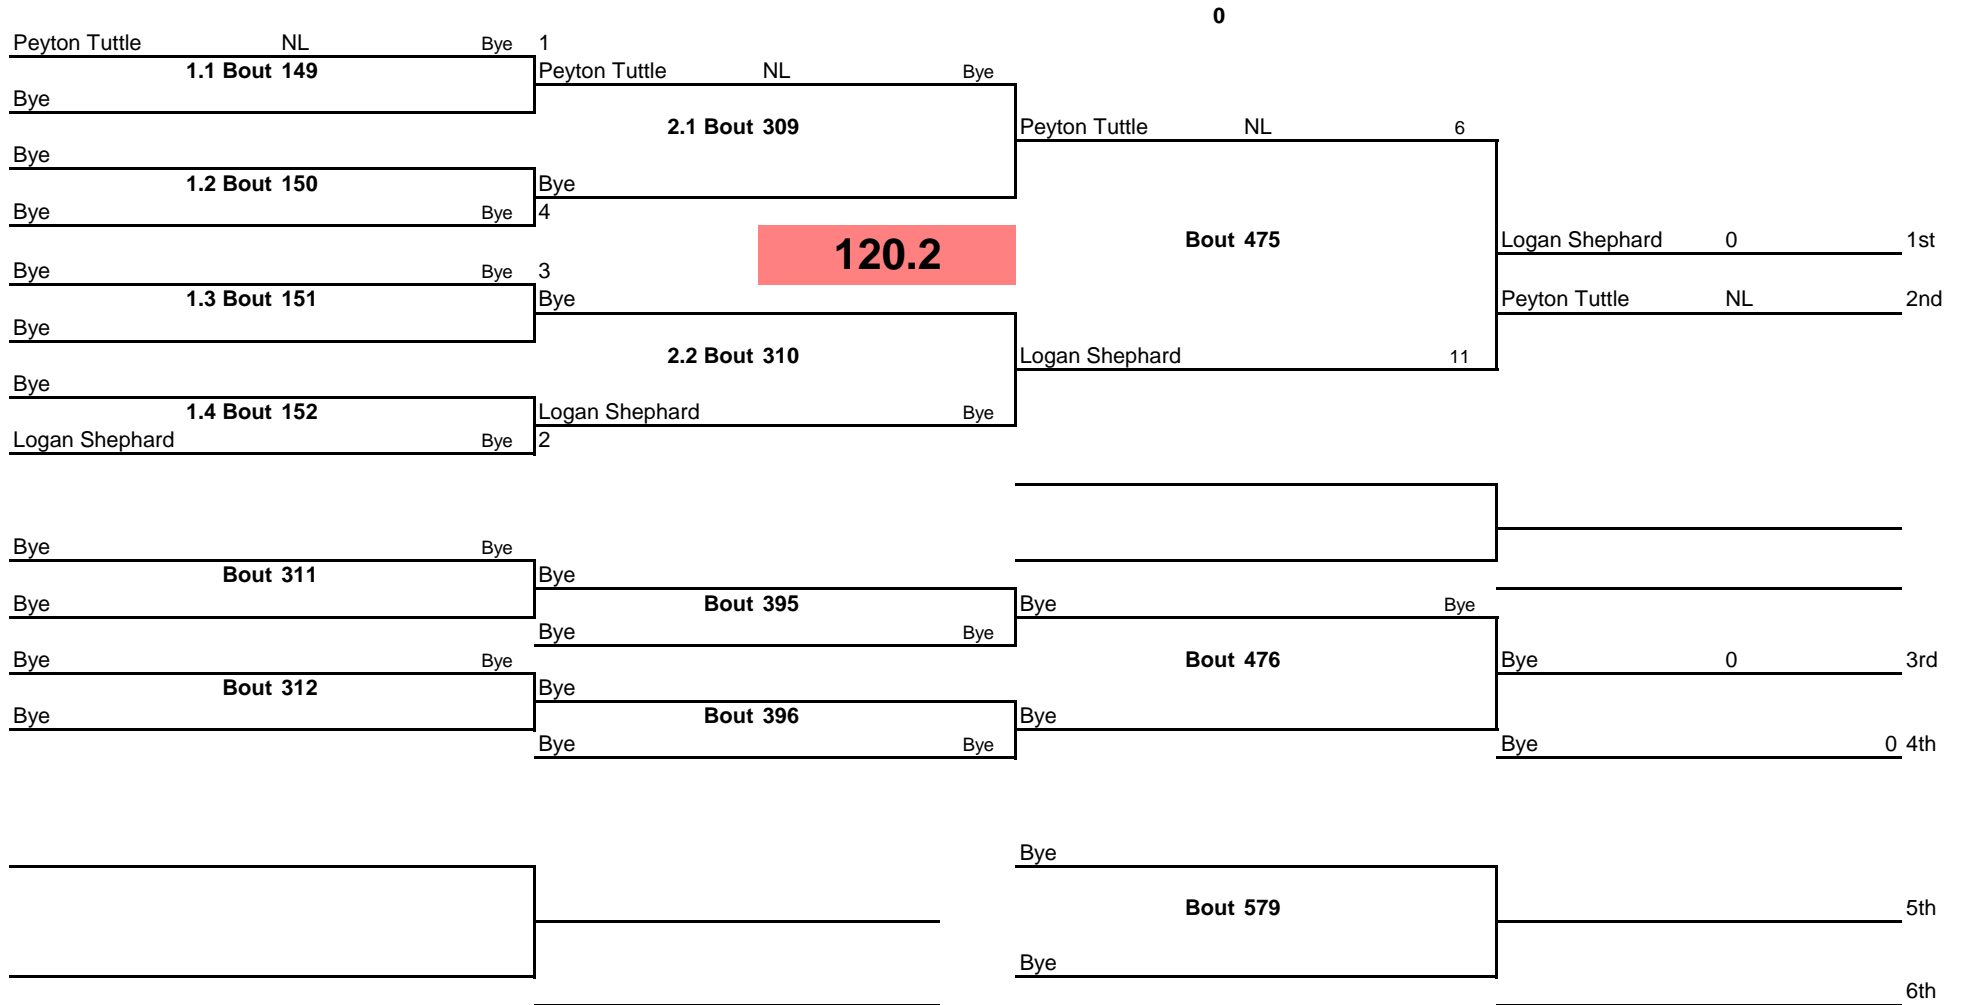 0
Peyton Tuttle NL Bye 1
1.1 Bout 149 Peyton Tuttle NL Bye
Bye
2.1 Bout 309 Peyton Tuttle NL 6
Bye
1.2 Bout 150 Bye
Bye Bye 4
120.2 Bout 475 Logan Shephard 0 1st
Bye Bye 3
1.3 Bout 151 Bye Peyton Tuttle NL 2nd
Bye
2.2 Bout 310 Logan Shephard 11
Bye
1.4 Bout 152 Logan Shephard Bye
Logan Shephard Bye 2
Bye Bye
Bout 311 Bye
Bye Bout 395 Bye Bye
Bye Bye
Bye Bye Bout 476 Bye 0 3rd
Bout 312 Bye
Bye Bout 396 Bye
Bye Bye Bye 0 4th
Bye
Bout 579 5th
Bye
6th